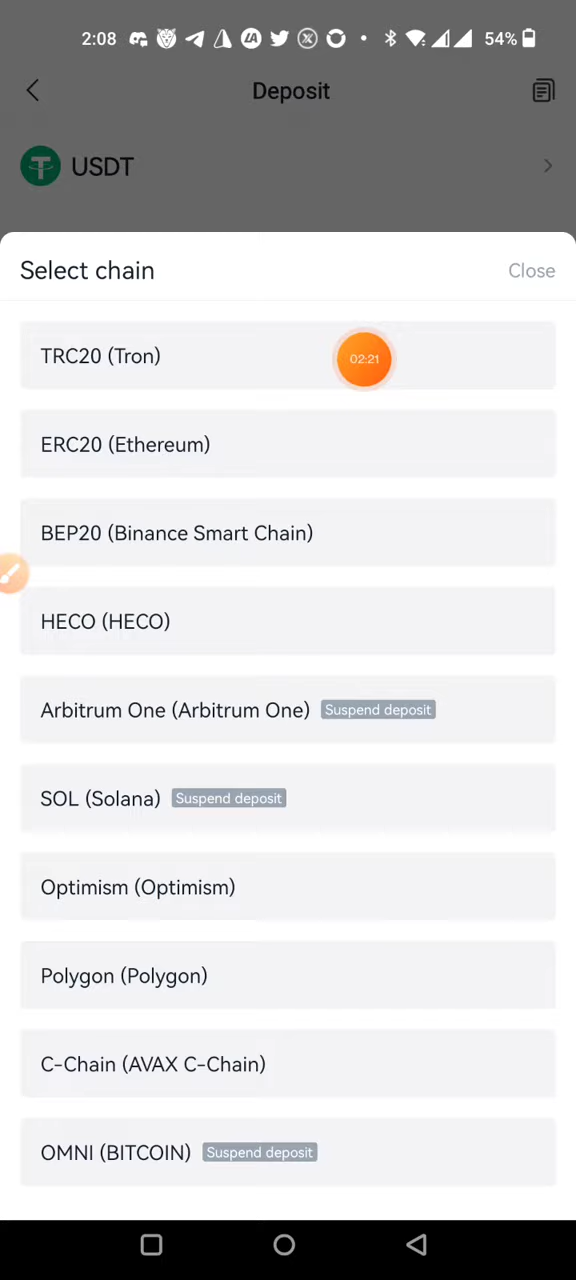 2:08 54%
Deposit
USDT
Select chain Close
TRC20 (Tron) 02:21
ERC20 (Ethereum)
BEP20 (Binance Smart Chain)
HECO (HECO)
Arbitrum One (Arbitrum One) Suspend deposit
SOL (Solana) Suspend deposit
Optimism (Optimism)
Polygon (Polygon)
C-Chain (AVAX C-Chain)
OMNI (BITCOIN) Suspend deposit